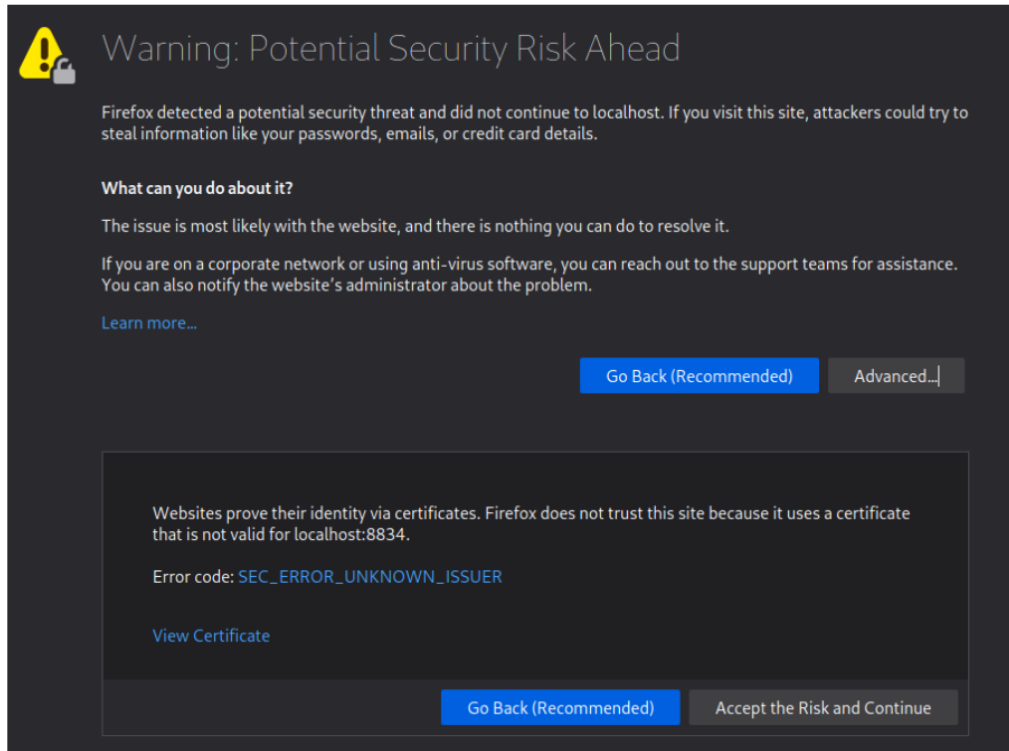 Warning: Potential Security Risk Ahead
Firefox detected a potential security threat and did not continue to localhost. If you visit this site, attackers could try to
steal information like your passwords, emails, or credit card details.
What can you do about it?
The issue is most likely with the website, and there is nothing you can do to resolve it.
If you are on a corporate network or using anti-virus software, you can reach out to the support teams for assistance.
You can also notify the website’s administrator about the problem.
Learn more...
Go Back (Recommended) Advanced...
Websites prove their identity via certificates. Firefox does not trust this site because it uses a certificate
that is not valid for localhost:8834.
Error code: SEC_ERROR_UNKNOWN_ISSUER
View Certificate
Go Back (Recommended) Accept the Risk and Continue